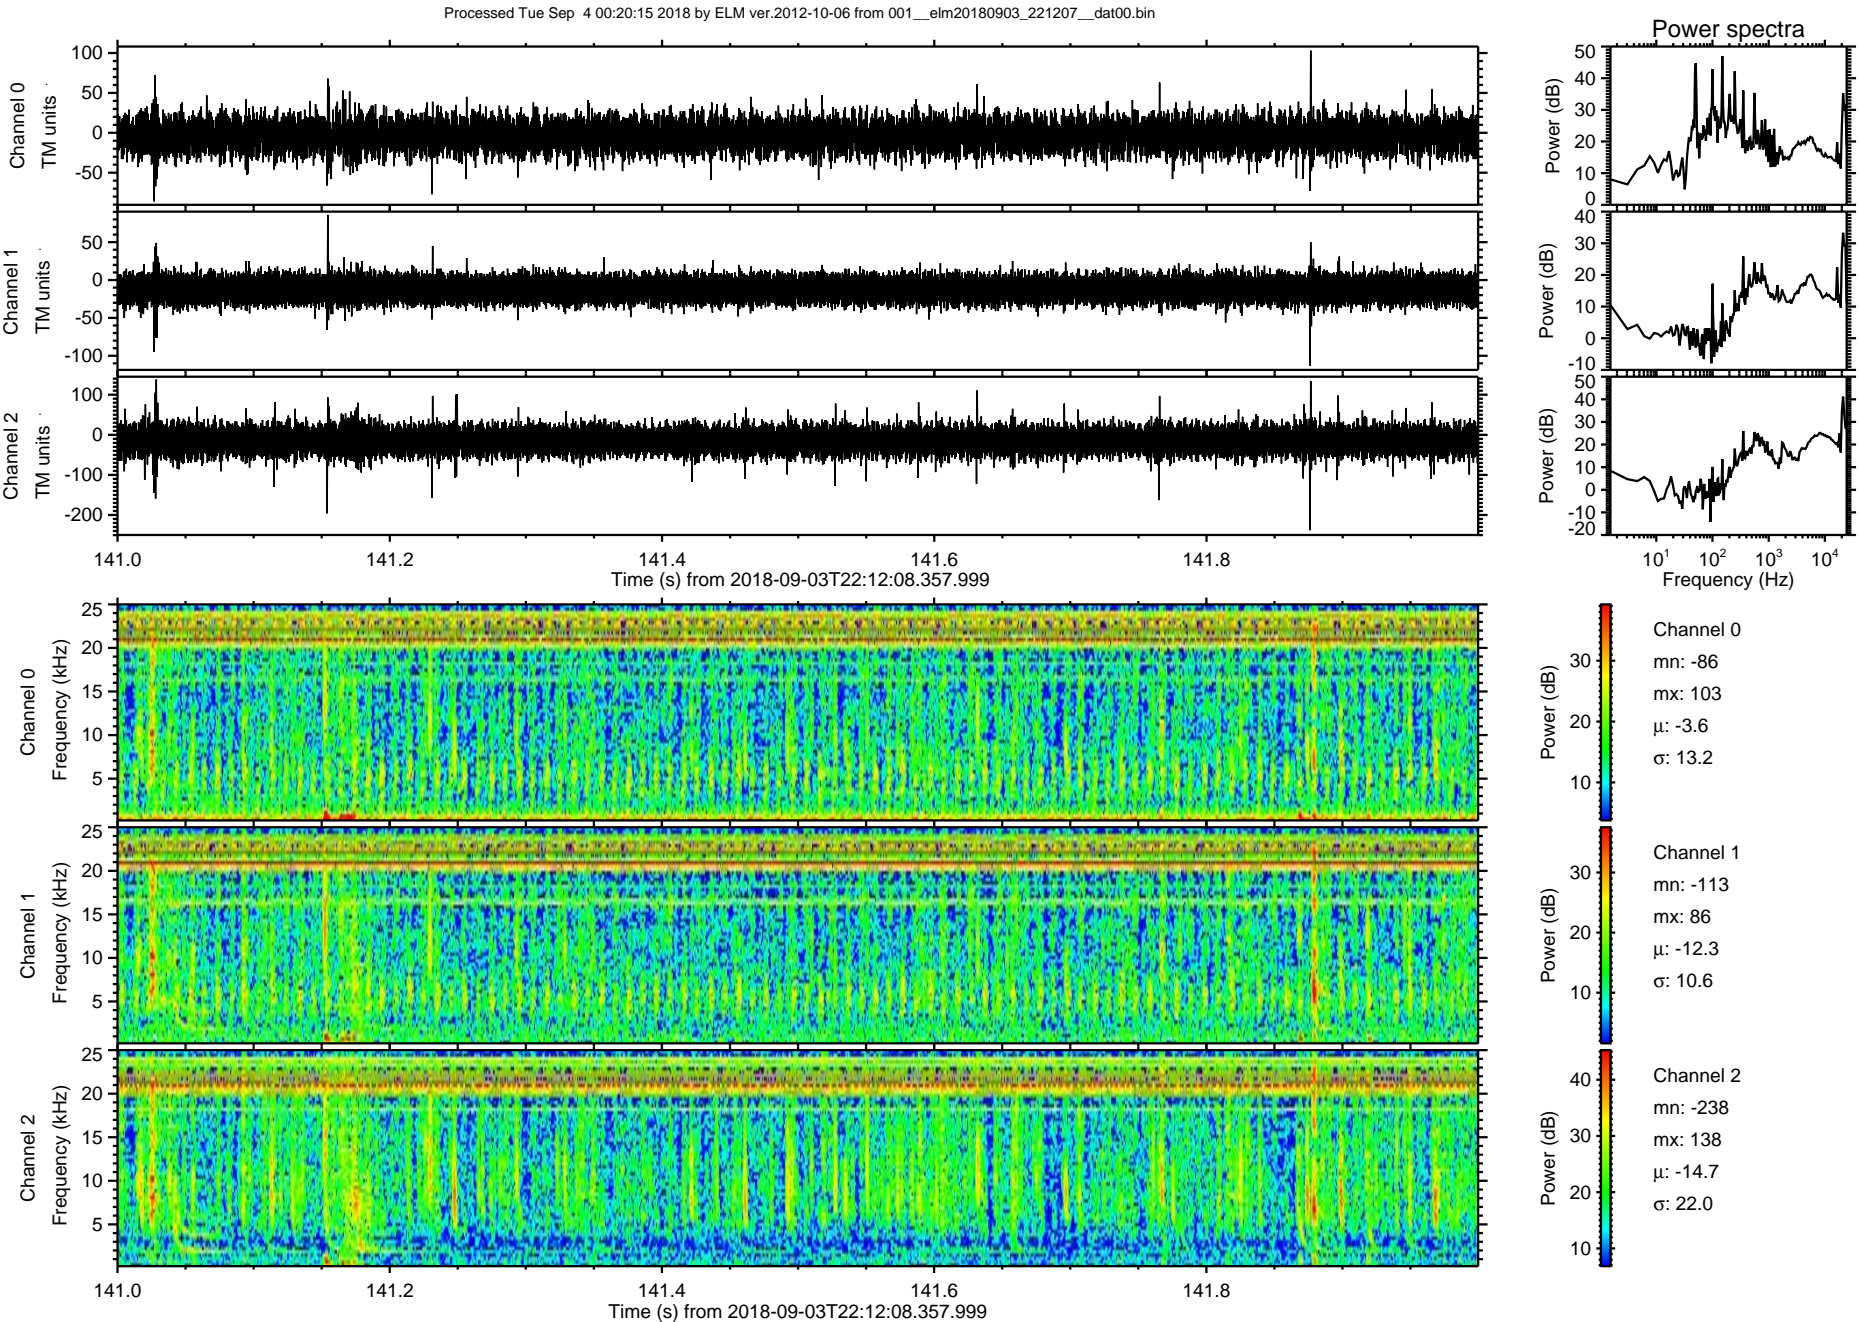 Processed Tue Sep  4 00:20:15 2018 by ELM ver.2012-10-06 from 001__elm20180903_221207__dat00.bin
Power spectra
Channel 0
TM units
100
50
0
-50
Power (dB)
50
40
30
20
10
0
Channel 1
TM units
50
0
-50
-100
Power (dB)
40
30
20
10
0
-10
Channel 2
TM units
100
0
-100
-200
Power (dB)
50
40
30
20
10
0
-10
-20
141.0 141.2 141.4 141.6 141.8
Time (s) from 2018-09-03T22:12:08.357.999
10^1 10^2 10^3 10^4
Frequency (Hz)
Channel 0
Frequency (kHz)
25
20
15
10
5
Power (dB)
30
20
10
Channel 0
mn: -86
mx: 103
μ: -3.6
σ: 13.2
Channel 1
Frequency (kHz)
25
20
15
10
5
Power (dB)
30
20
10
Channel 1
mn: -113
mx: 86
μ: -12.3
σ: 10.6
Channel 2
Frequency (kHz)
25
20
15
10
5
Power (dB)
40
30
20
10
Channel 2
mn: -238
mx: 138
μ: -14.7
σ: 22.0
141.0 141.2 141.4 141.6 141.8
Time (s) from 2018-09-03T22:12:08.357.999